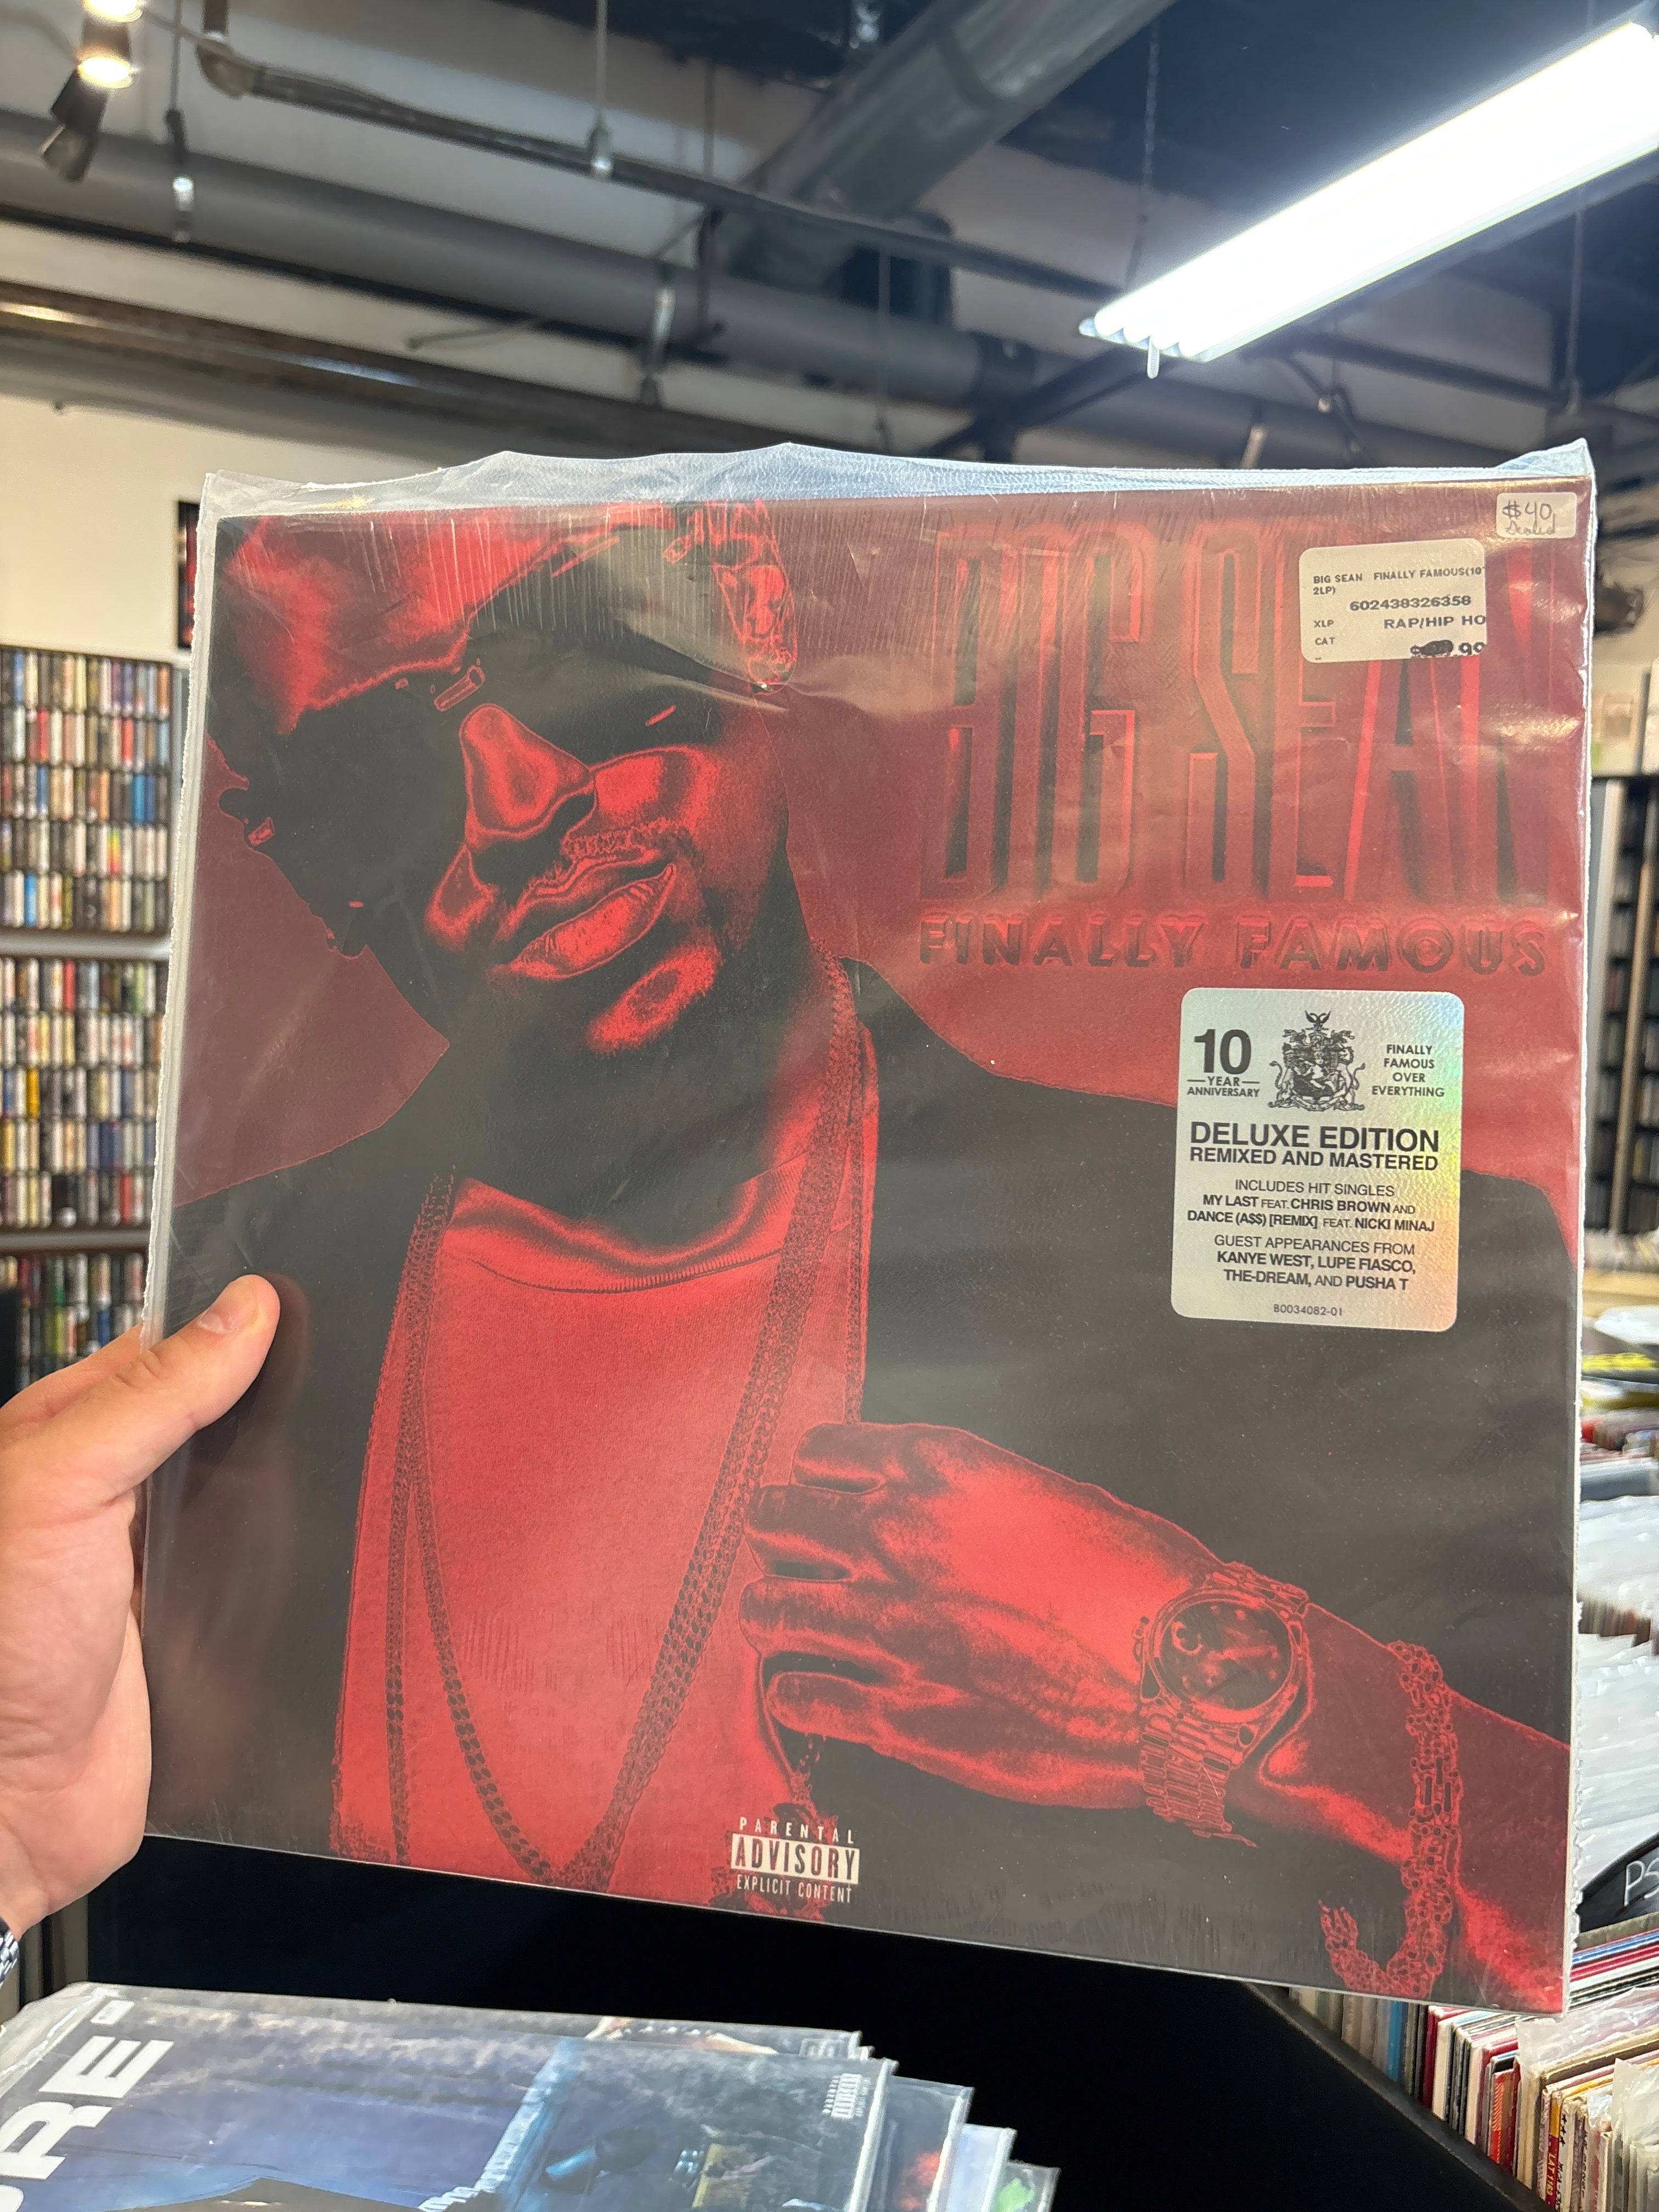 $40
Sealed
BIG SEAN FINALLY FAMOUS(10
2LP)
602438326358
XLP RAP/HIP HO
CAT
.99
BIG SEAN
FINALLY FAMOUS
10
YEAR
ANNIVERSARY
FINALLY
FAMOUS
OVER
EVERYTHING
DELUXE EDITION
REMIXED AND MASTERED
INCLUDES HIT SINGLES
MY LAST FEAT. CHRIS BROWN AND
DANCE (A$$) [REMIX] FEAT. NICKI MINAJ
GUEST APPEARANCES FROM
KANYE WEST, LUPE FIASCO,
THE-DREAM, AND PUSHA T
B0034082-01
PARENTAL
ADVISORY
EXPLICIT CONTENT